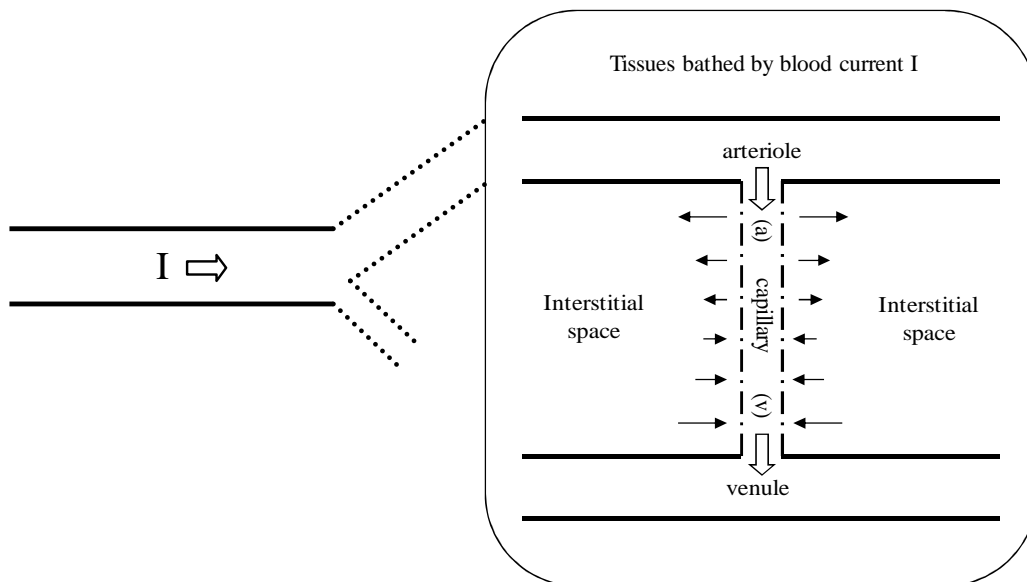 Tissues bathed by blood current I
arteriole
I
(a)
capillary
(v)
Interstitial
space
Interstitial
space
venule